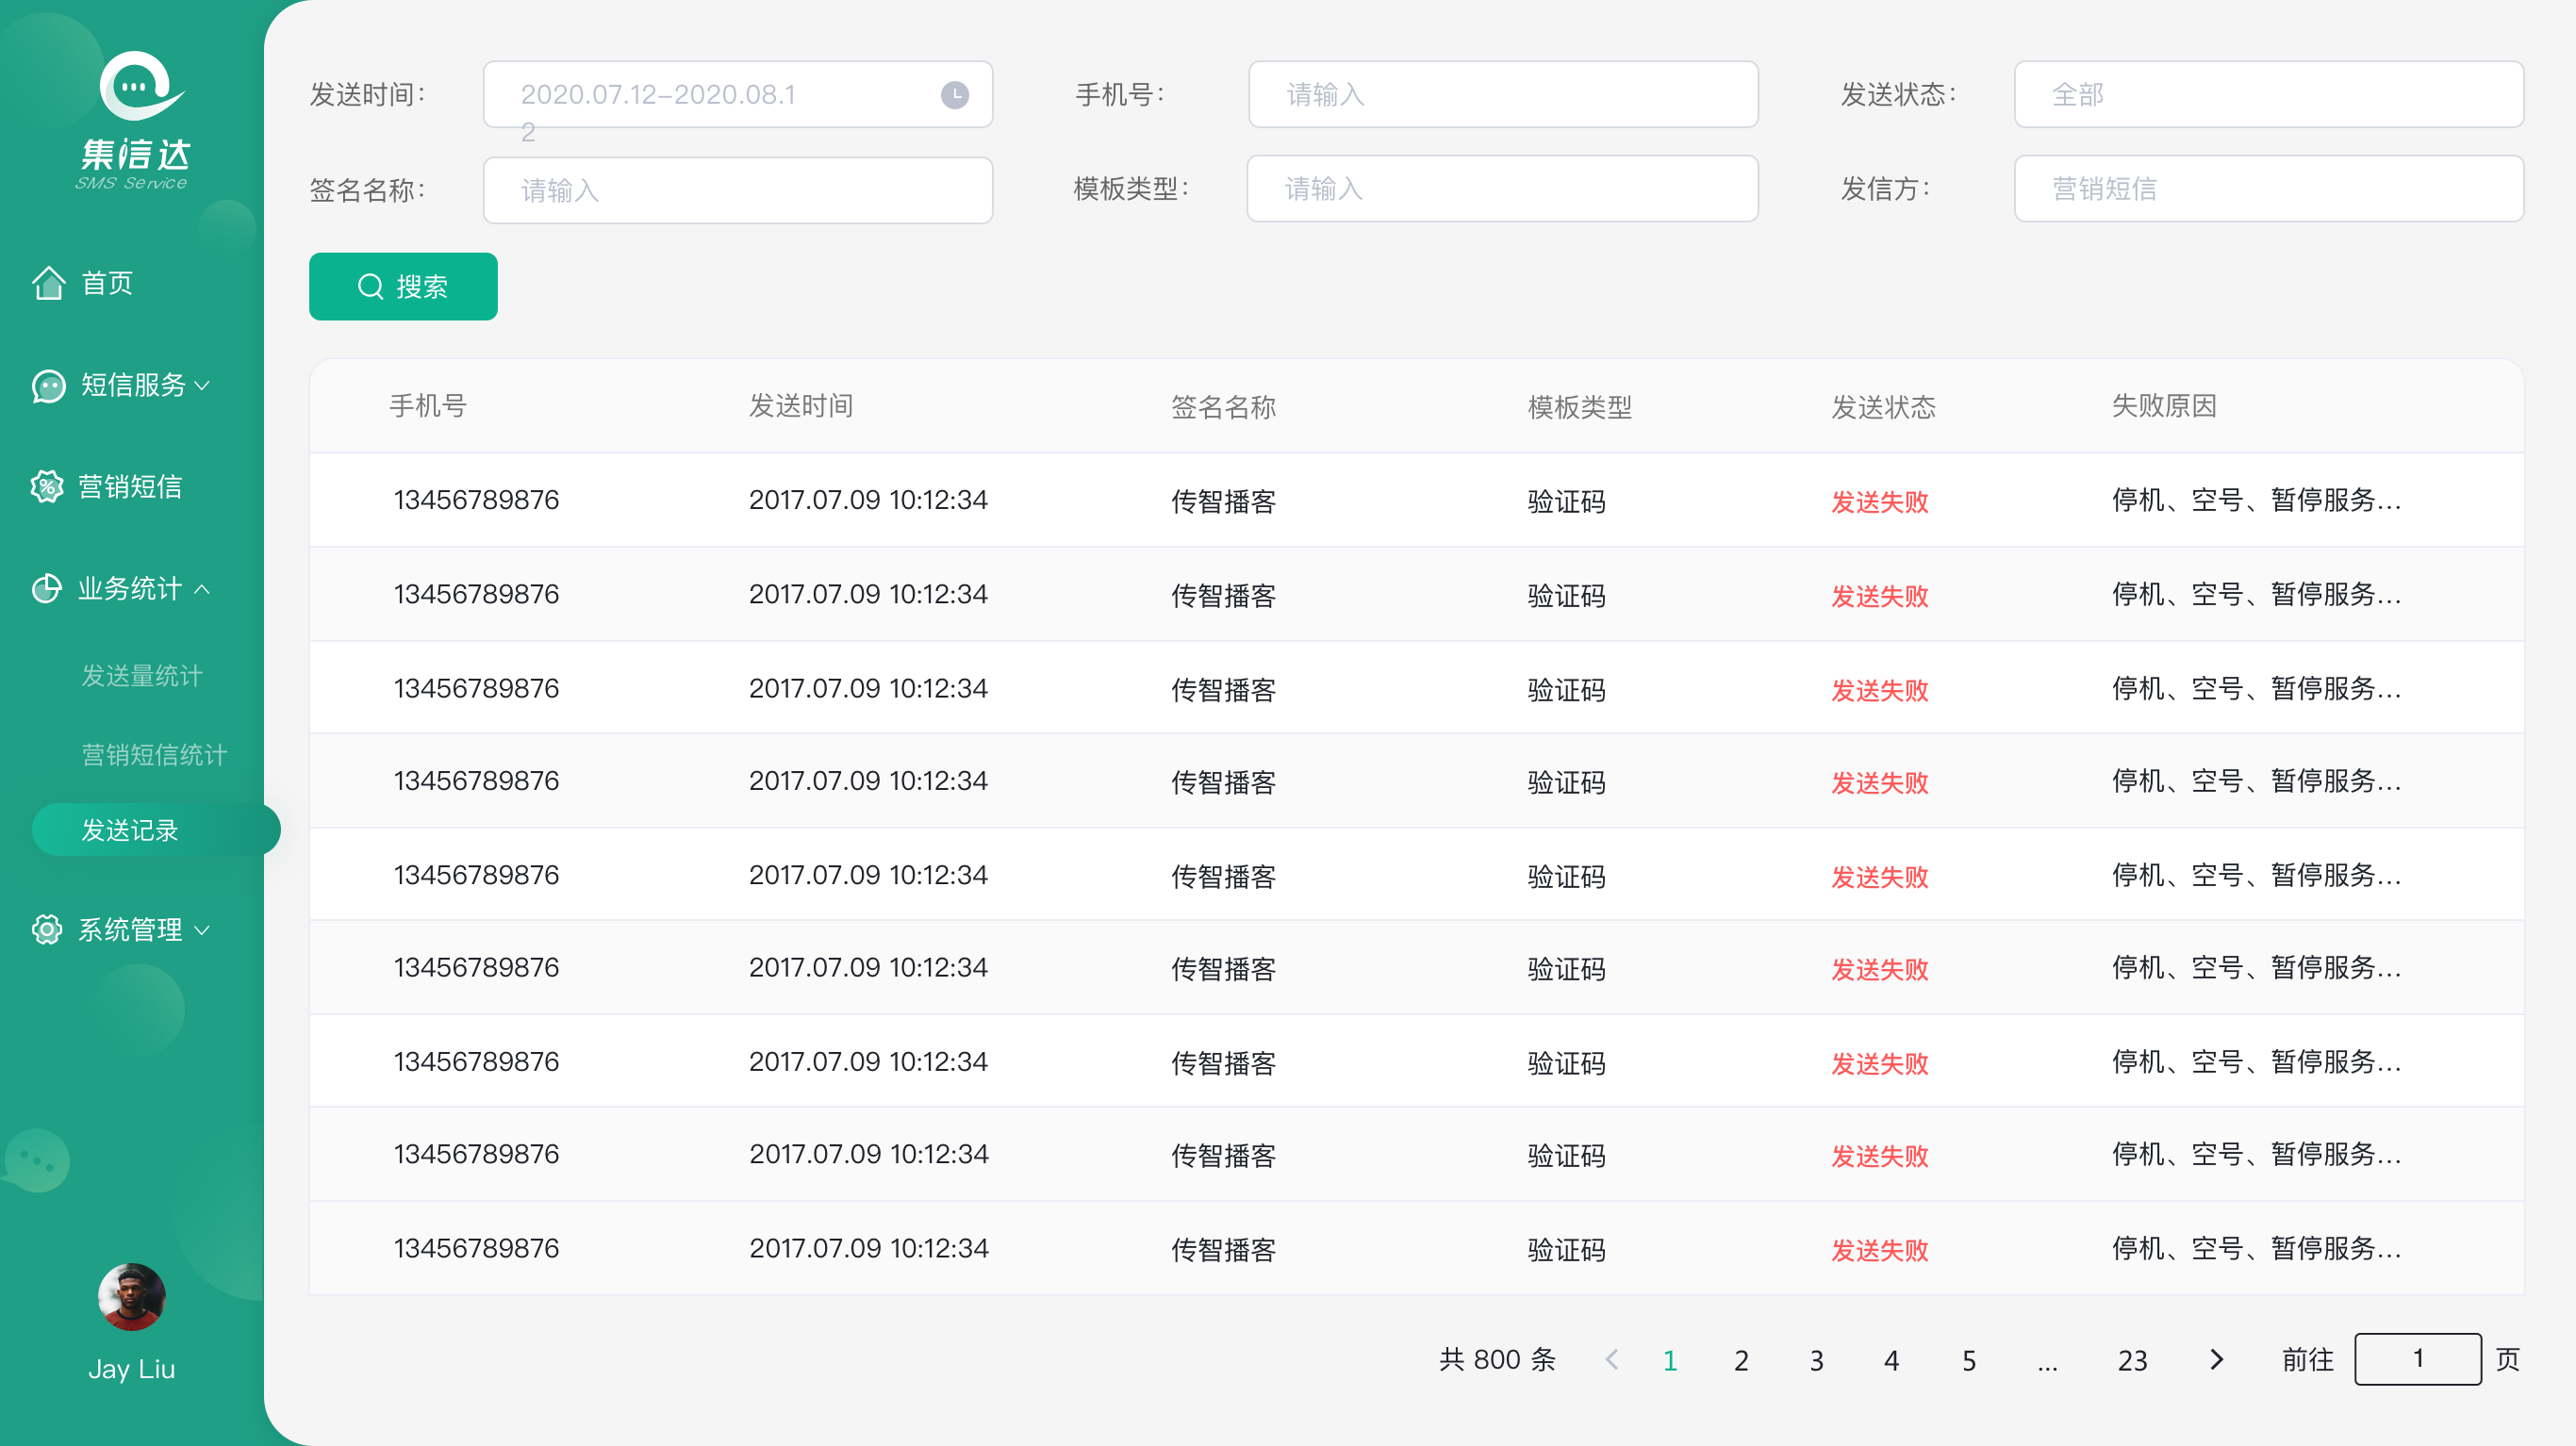 集信达
SMS Service
首页
短信服务
营销短信
业务统计
发送量统计
营销短信统计
发送记录
系统管理
Jay Liu
发送时间： 2020.07.12-2020.08.1
2
手机号： 请输入
发送状态： 全部
签名名称： 请输入
模板类型： 请输入
发信方： 营销短信
搜索
手机号 发送时间 签名名称 模板类型 发送状态 失败原因
13456789876 2017.07.09 10:12:34 传智播客 验证码 发送失败 停机、空号、暂停服务...
13456789876 2017.07.09 10:12:34 传智播客 验证码 发送失败 停机、空号、暂停服务...
13456789876 2017.07.09 10:12:34 传智播客 验证码 发送失败 停机、空号、暂停服务...
13456789876 2017.07.09 10:12:34 传智播客 验证码 发送失败 停机、空号、暂停服务...
13456789876 2017.07.09 10:12:34 传智播客 验证码 发送失败 停机、空号、暂停服务...
13456789876 2017.07.09 10:12:34 传智播客 验证码 发送失败 停机、空号、暂停服务...
13456789876 2017.07.09 10:12:34 传智播客 验证码 发送失败 停机、空号、暂停服务...
13456789876 2017.07.09 10:12:34 传智播客 验证码 发送失败 停机、空号、暂停服务...
13456789876 2017.07.09 10:12:34 传智播客 验证码 发送失败 停机、空号、暂停服务...
共 800 条 1 2 3 4 5 ... 23 前往 1 页